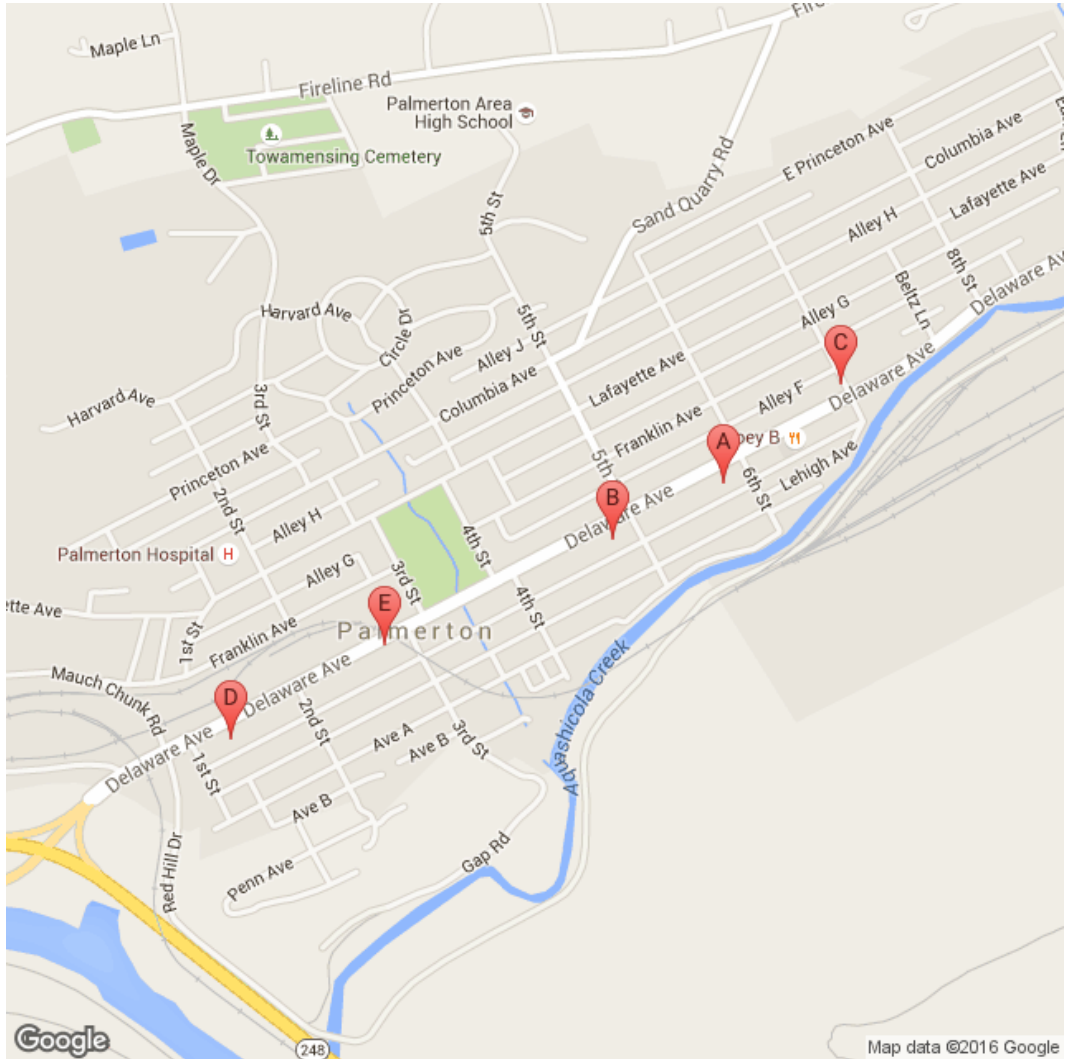 Maple Ln
Fireline Rd
Palmerton Area
High School
Towamensing Cemetery
Maple Dr
5th St
Sand Quarry Rd
E Princeton Ave
Columbia Ave
Lafayette Ave
Alley H
8th St
Beltz Ln
Delaware Ave
Alley G
Harvard Ave
Circle Dr
Princeton Ave
Alley J
5th St
Columbia Ave
Lafayette Ave
C
Alley F
Delaware Ave
Harvard Ave
3rd St
Franklin Ave
A
Princeton Ave
2nd St
5th
6th St
Lehigh Ave
B
Delaware Ave
Alley H
4th St
Palmerton Hospital
H
Alley G
3rd St
4th St
ette Ave
1st St
Franklin Ave
E
Palmerton
Mauch Chunk Rd
Delaware Ave
D
2nd St
Aquashicola Creek
Ave A
Ave B
3rd St
Delaware Ave
1st St
Ave B
Red Hill Dr
Penn Ave
Gap Rd
Google
248
Map data ©2016 Google